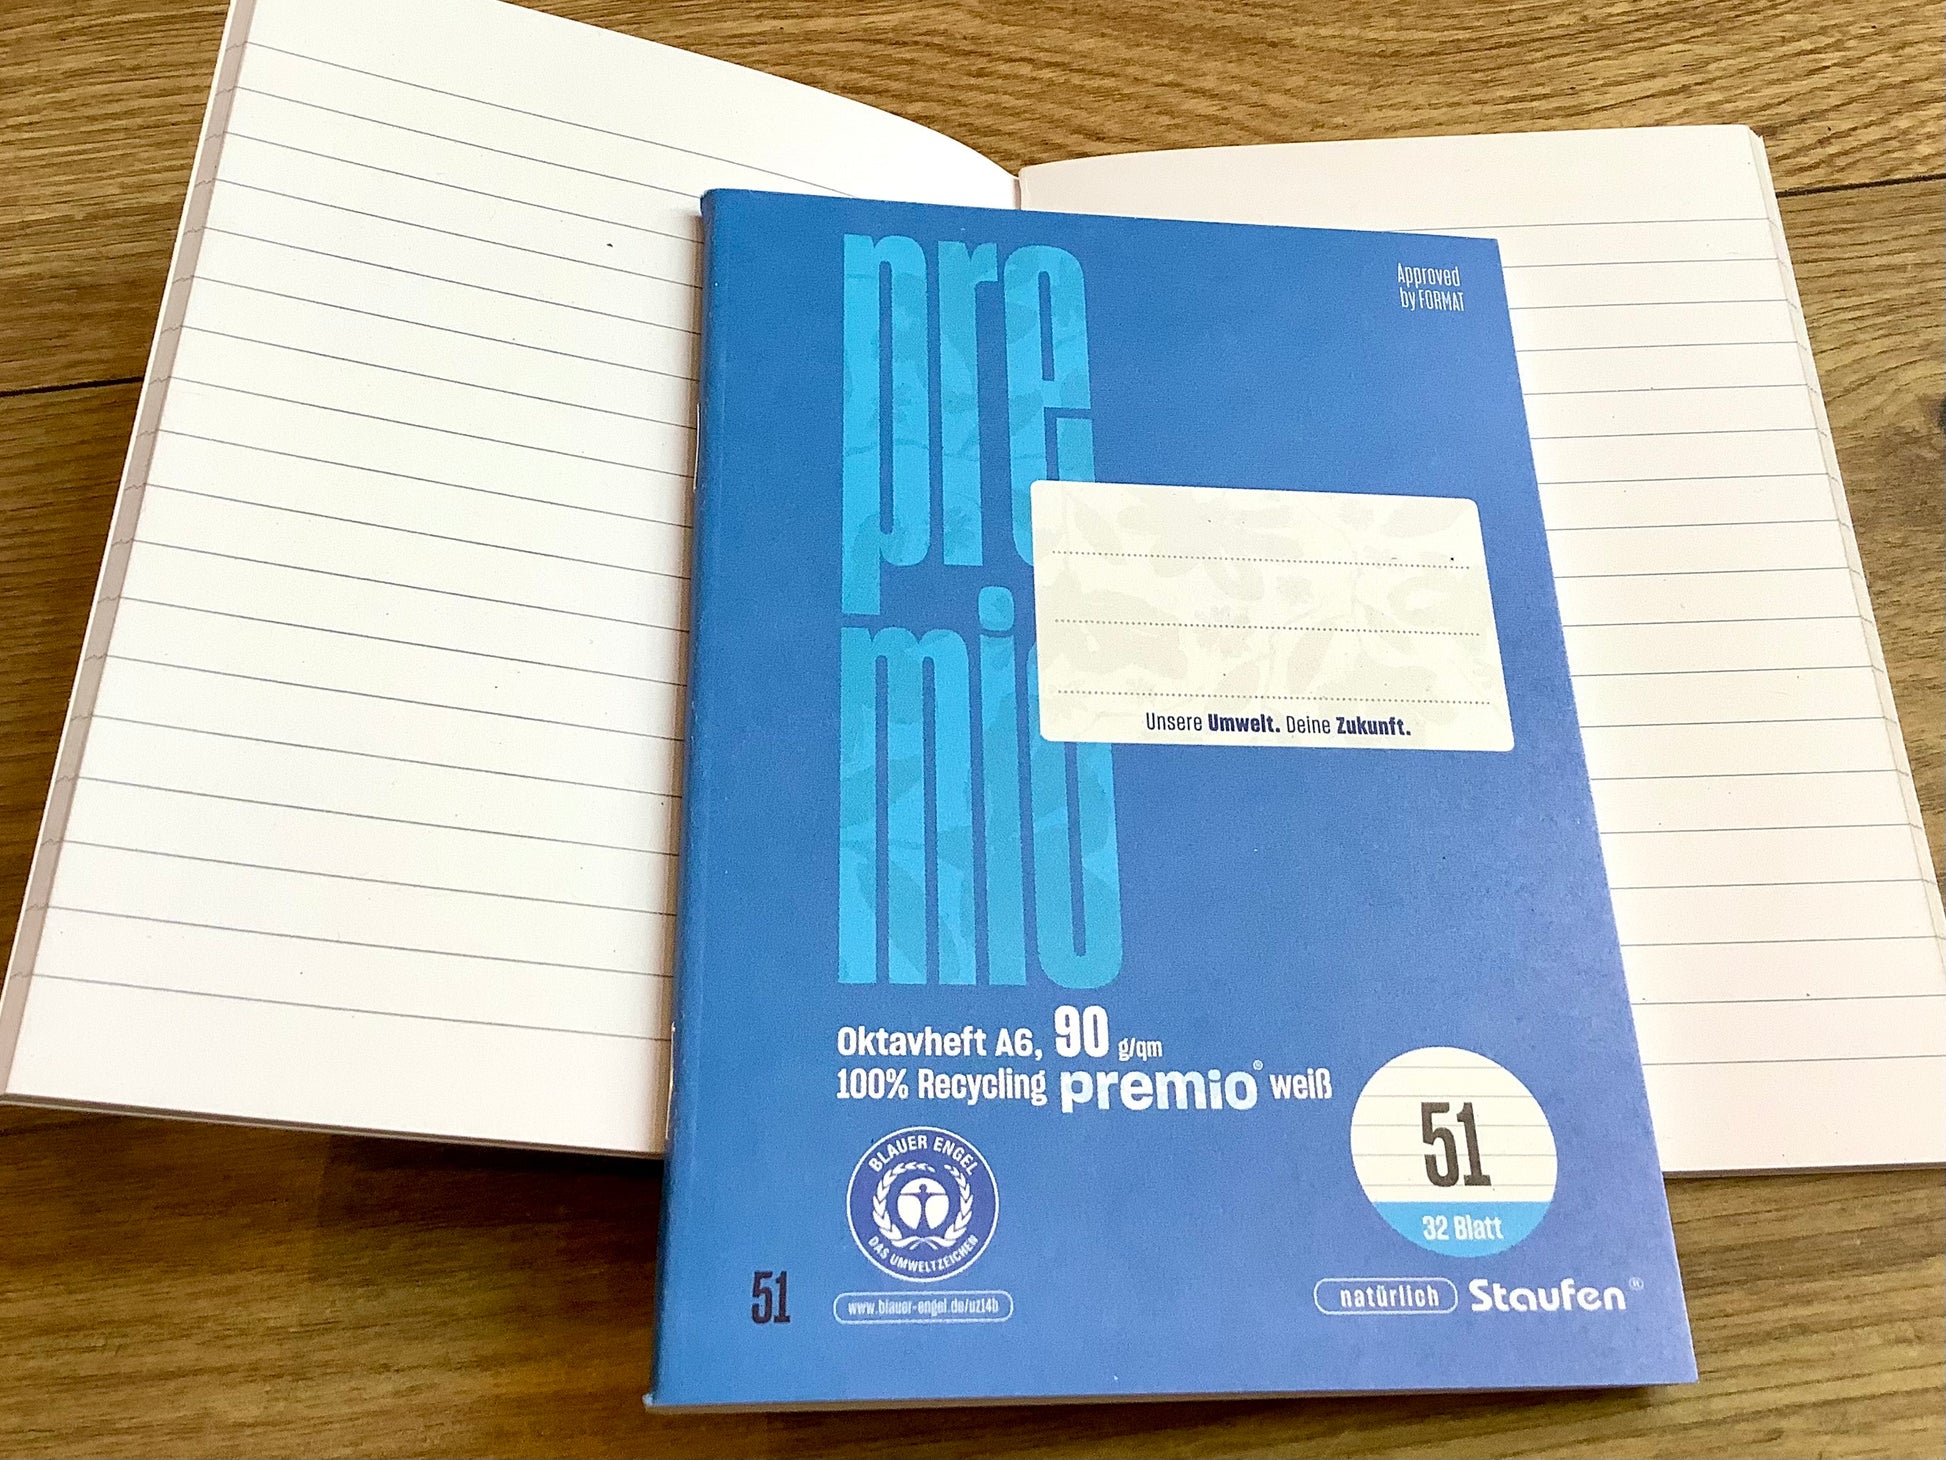 pre
mio
Approved
by FORMAT
Unsere Umwelt. Deine Zukunft.
Oktavheft A6, 90 g/qm
100% Recycling premio® weiß
BLAUER ENGEL
DAS UMWELTZEICHEN
www.blauer-engel.de/uz14b
51
51
32 Blatt
natürlich Staufen®